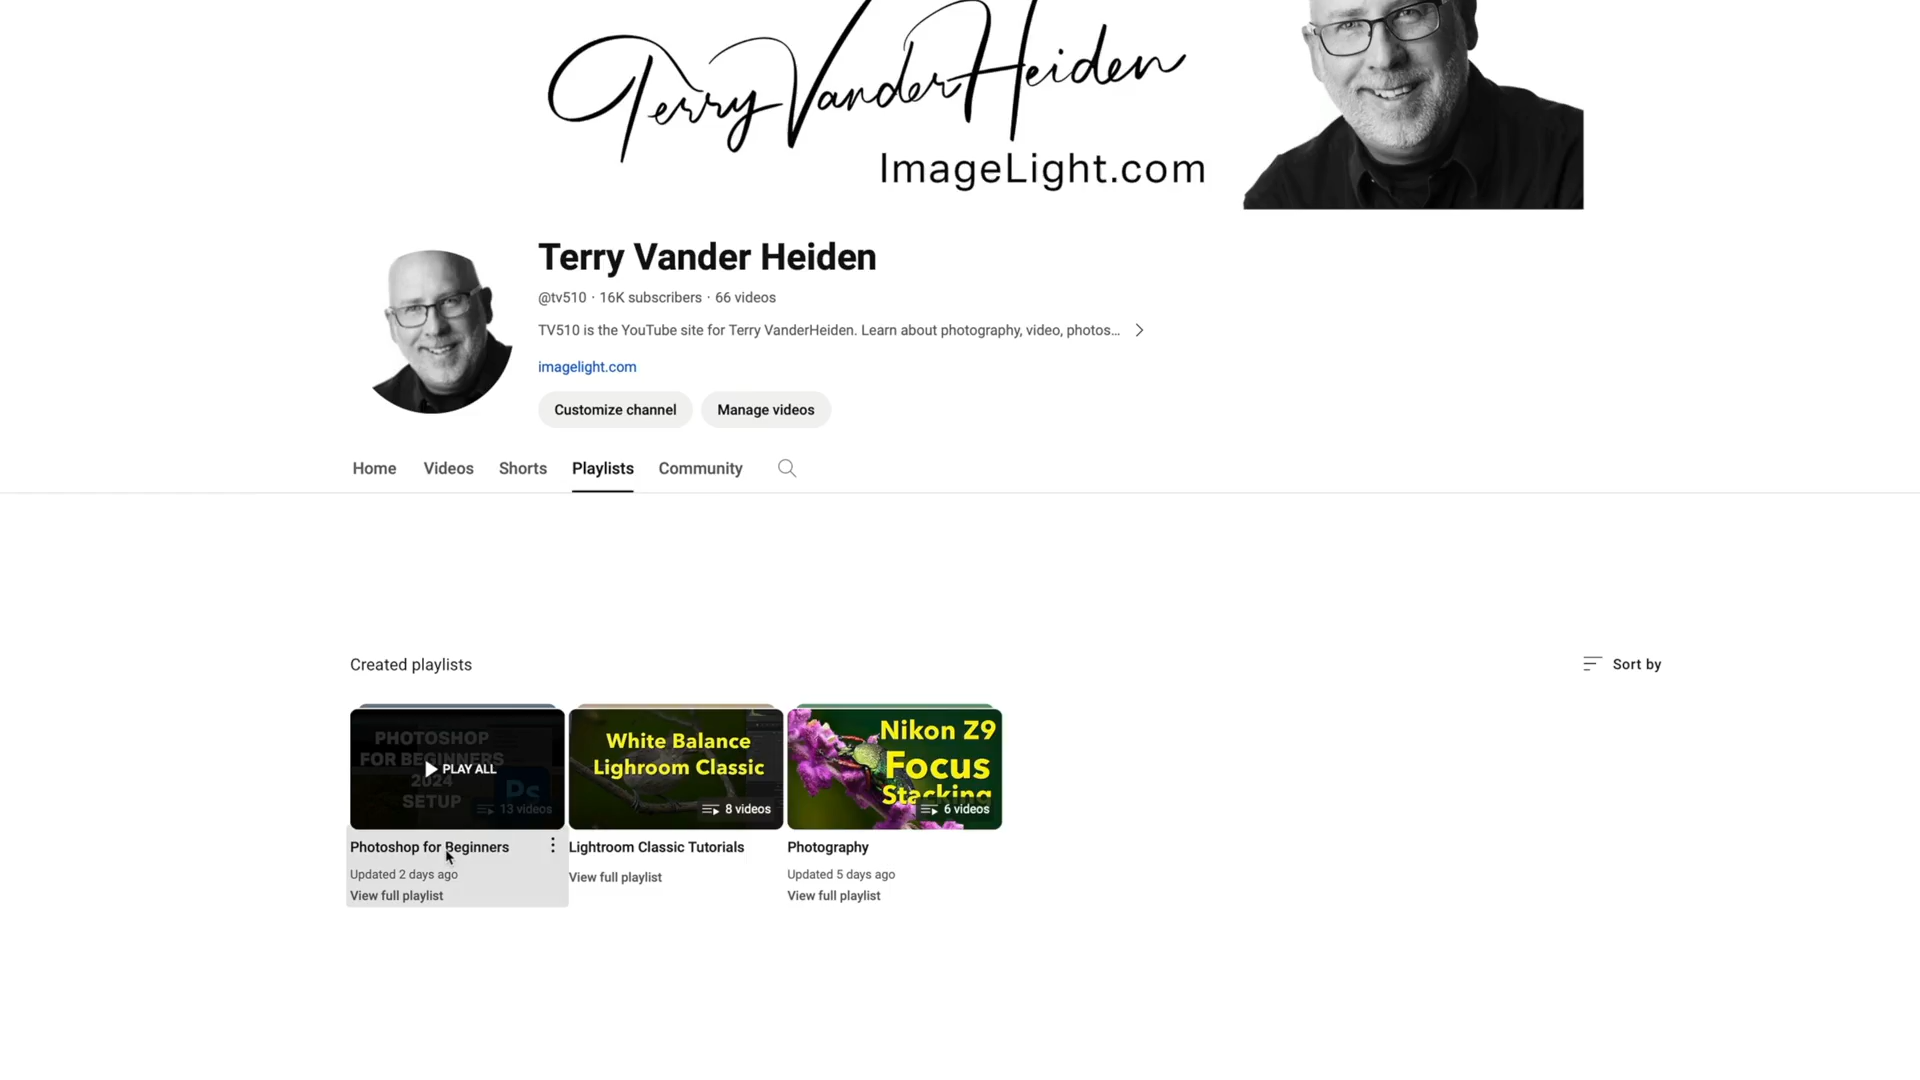 Terry VanderHeiden
ImageLight.com
Terry Vander Heiden
@tv510 · 16K subscribers · 66 videos
TV510 is the YouTube site for Terry VanderHeiden. Learn about photography, video, photos...
imagelight.com
Customize channel
Manage videos
Home
Videos
Shorts
Playlists
Community
Created playlists
Sort by
PHOTOSHOP
FOR BEGINNERS
2024
SETUP
PLAY ALL
Ps
13 videos
White Balance
Lighroom Classic
8 videos
Nikon Z9
Focus
Stacking
6 videos
Photoshop for Beginners
Updated 2 days ago
View full playlist
Lightroom Classic Tutorials
View full playlist
Photography
Updated 5 days ago
View full playlist